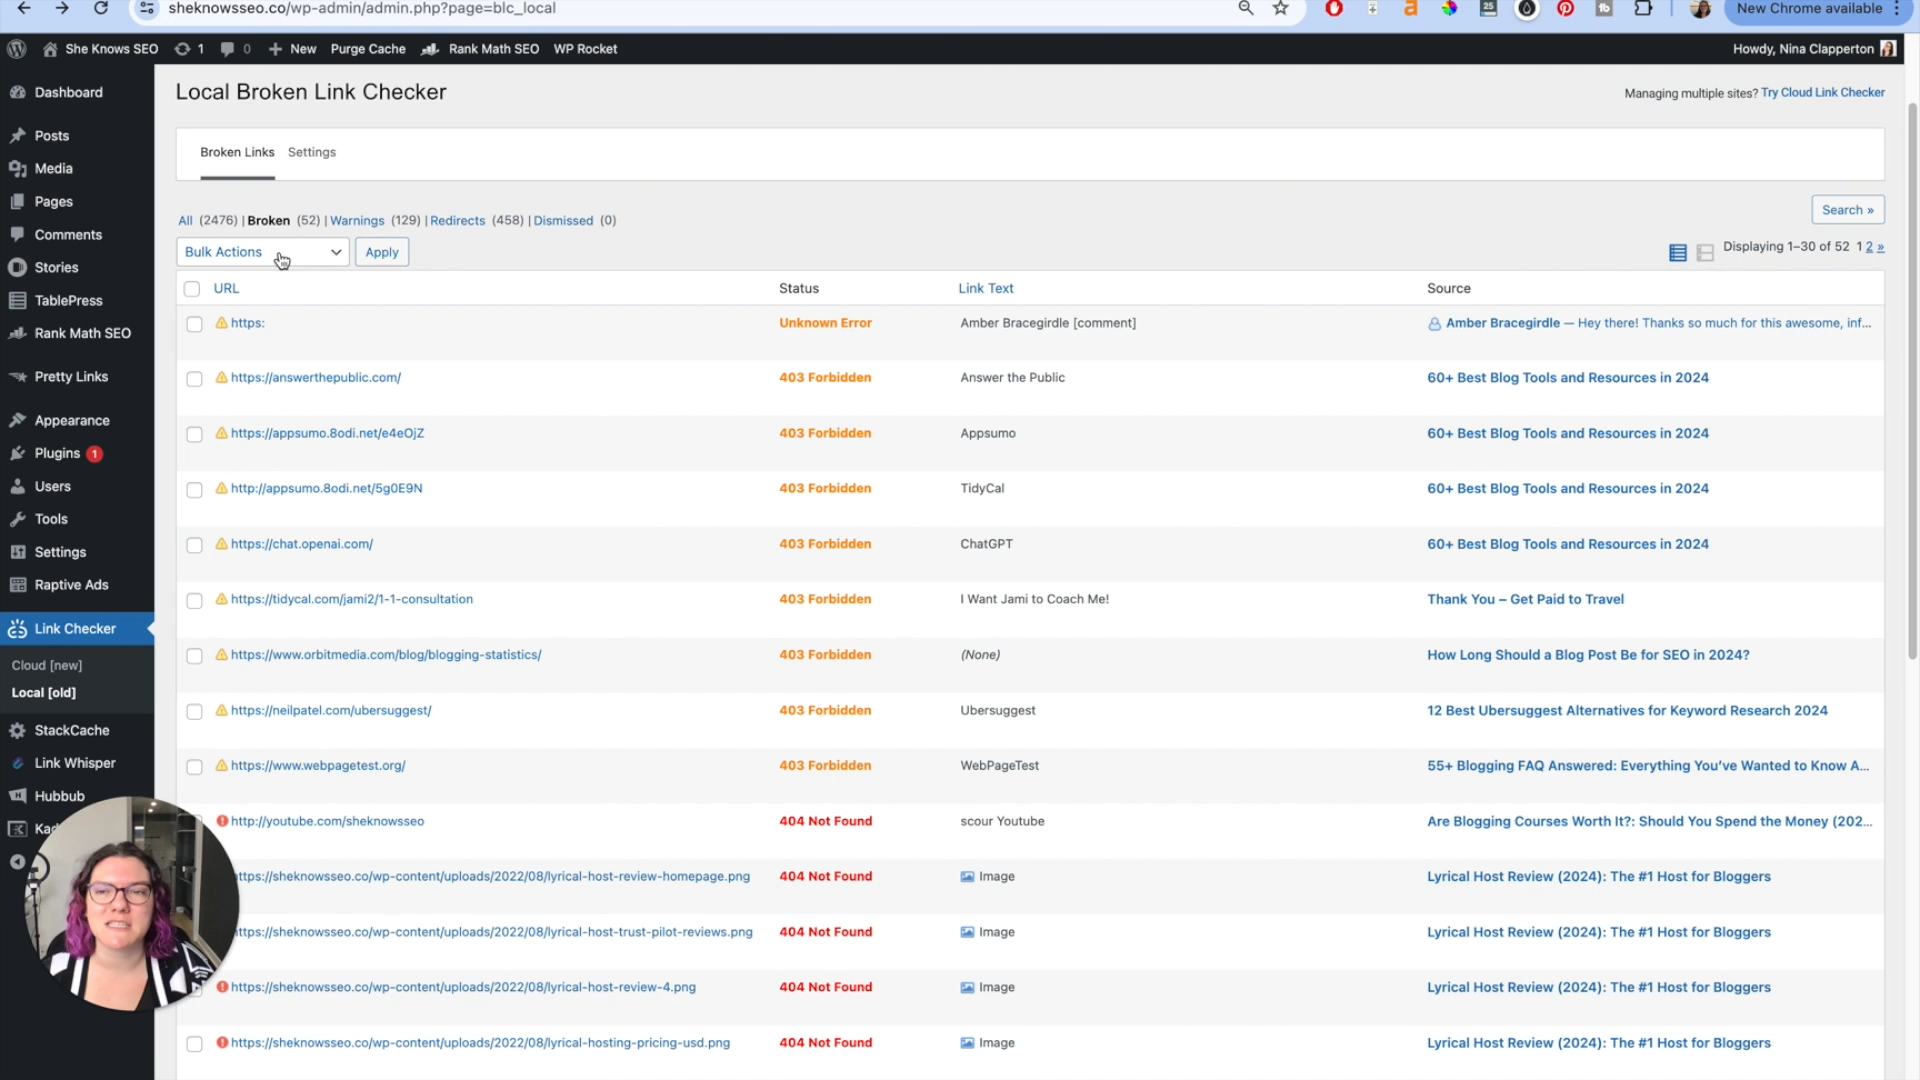 sheknowsseo.co/wp-admin/admin.php?page=blc_local
25
New Chrome available
She Knows SEO 1 0 New Purge Cache Rank Math SEO WP Rocket
Howdy, Nina Clapperton
Dashboard
Posts
Media
Pages
Comments
Stories
TablePress
Rank Math SEO
Pretty Links
Appearance
Plugins 1
Users
Tools
Settings
Raptive Ads
Link Checker
Cloud [new]
Local [old]
StackCache
Link Whisper
Hubbub
Local Broken Link Checker
Managing multiple sites? Try Cloud Link Checker
Broken Links Settings
All (2476) | Broken (52) | Warnings (129) | Redirects (458) | Dismissed (0)
Search »
Bulk Actions Apply
Displaying 1–30 of 52 1 2 »
URL Status Link Text Source
https: Unknown Error Amber Bracegirdle [comment] Amber Bracegirdle — Hey there! Thanks so much for this awesome, inf...
https://answerthepublic.com/ 403 Forbidden Answer the Public 60+ Best Blog Tools and Resources in 2024
https://appsumo.8odi.net/e4eOjZ 403 Forbidden Appsumo 60+ Best Blog Tools and Resources in 2024
http://appsumo.8odi.net/5g0E9N 403 Forbidden TidyCal 60+ Best Blog Tools and Resources in 2024
https://chat.openai.com/ 403 Forbidden ChatGPT 60+ Best Blog Tools and Resources in 2024
https://tidycal.com/jami2/1-1-consultation 403 Forbidden I Want Jami to Coach Me! Thank You – Get Paid to Travel
https://www.orbitmedia.com/blog/blogging-statistics/ 403 Forbidden (None) How Long Should a Blog Post Be for SEO in 2024?
https://neilpatel.com/ubersuggest/ 403 Forbidden Ubersuggest 12 Best Ubersuggest Alternatives for Keyword Research 2024
https://www.webpagetest.org/ 403 Forbidden WebPageTest 55+ Blogging FAQ Answered: Everything You've Wanted to Know A...
http://youtube.com/sheknowsseo 404 Not Found scour Youtube Are Blogging Courses Worth It?: Should You Spend the Money (202...
ttps://sheknowsseo.co/wp-content/uploads/2022/08/lyrical-host-review-homepage.png 404 Not Found Image Lyrical Host Review (2024): The #1 Host for Bloggers
ttps://sheknowsseo.co/wp-content/uploads/2022/08/lyrical-host-trust-pilot-reviews.png 404 Not Found Image Lyrical Host Review (2024): The #1 Host for Bloggers
https://sheknowsseo.co/wp-content/uploads/2022/08/lyrical-host-review-4.png 404 Not Found Image Lyrical Host Review (2024): The #1 Host for Bloggers
https://sheknowsseo.co/wp-content/uploads/2022/08/lyrical-hosting-pricing-usd.png 404 Not Found Image Lyrical Host Review (2024): The #1 Host for Bloggers